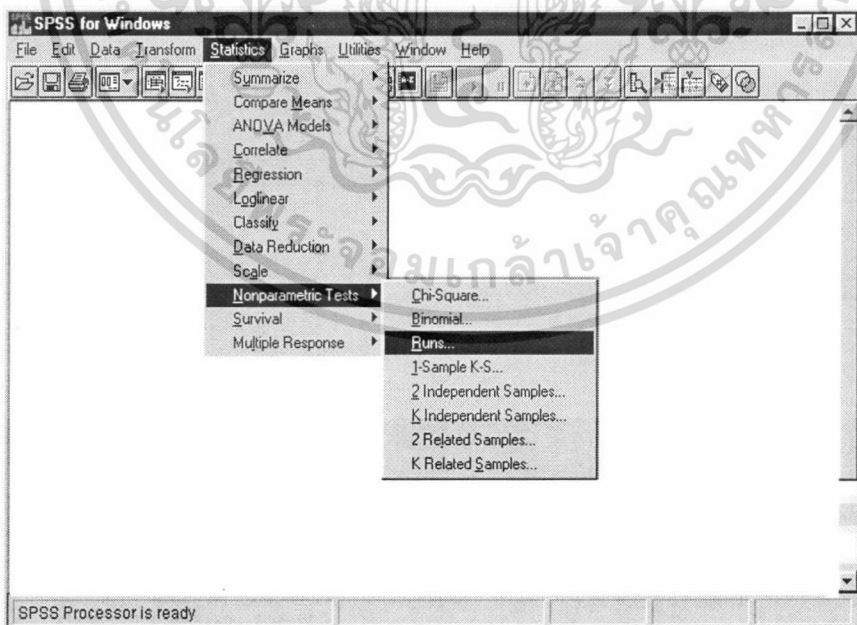 SPSS for Windows
File Edit Data Transform Statistics Graphs Utilities Window Help
Summarize
Compare Means
ANOVA Models
Correlate
Regression
Loglinear
Classify
Data Reduction
Scale
Nonparametric Tests
Survival
Multiple Response
Chi-Square...
Binomial...
Runs...
1-Sample K-S...
2 Independent Samples...
K Independent Samples...
2 Related Samples...
K Related Samples...
SPSS Processor is ready